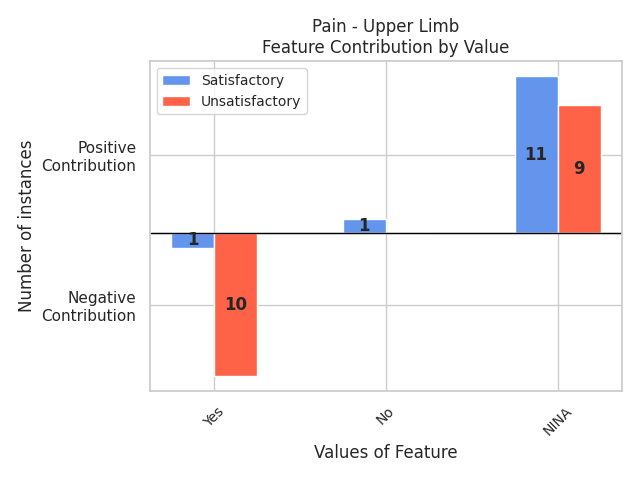 Pain - Upper Limb
Feature Contribution by Value
Satisfactory
Unsatisfactory
Number of instances
Positive
Contribution
Negative
Contribution
1
10
1
11
9
Yes
No
NINA
Values of Feature